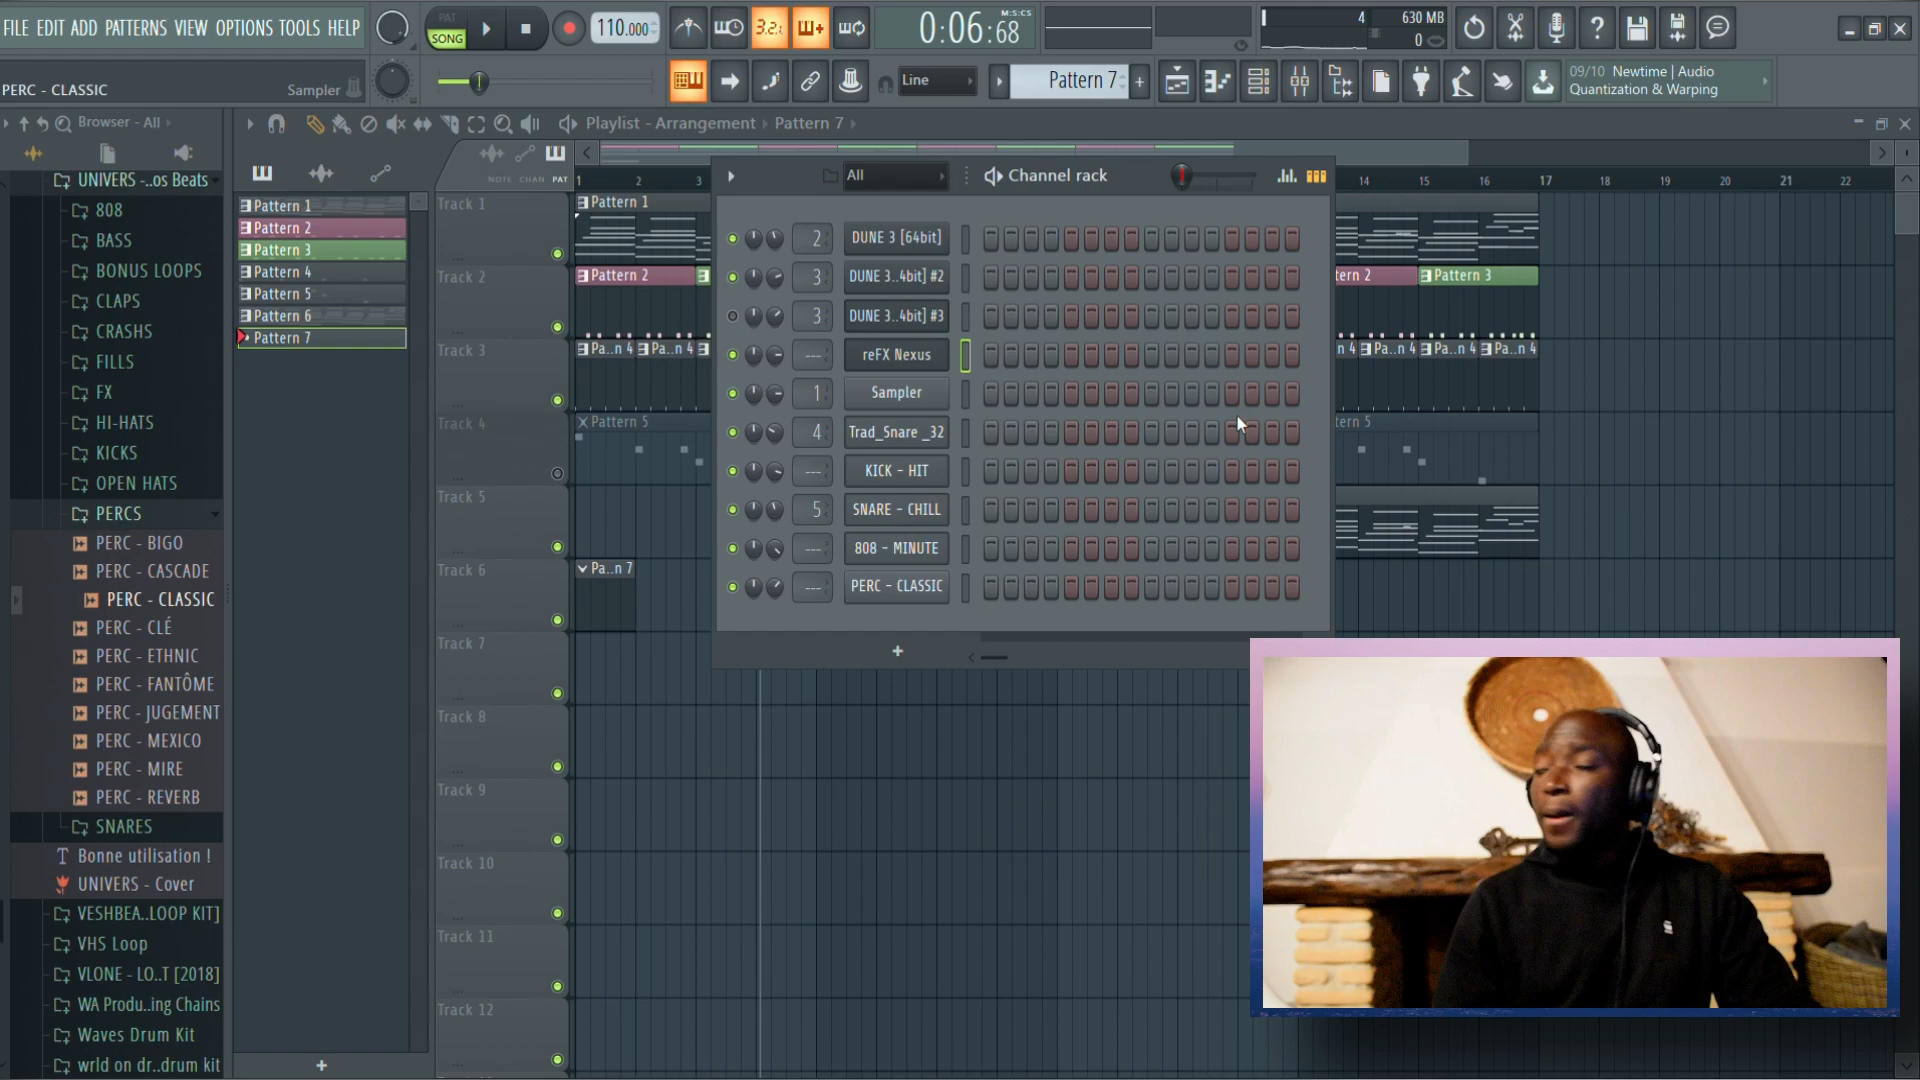 FILE EDIT ADD PATTERNS VIEW OPTIONS TOOLS HELP
PAT
SONG
110.000
3.2.
0:06:68
M:S:CS
4
630 MB
0
PERC - CLASSIC
Sampler
Line
Pattern 7
09/10 Newtime | Audio
Quantization & Warping
Browser - All
Playlist - Arrangement
Pattern 7
UNIVERS -..os Beats
808
BASS
BONUS LOOPS
CLAPS
CRASHS
FILLS
FX
HI-HATS
KICKS
OPEN HATS
PERCS
PERC - BIGO
PERC - CASCADE
PERC - CLASSIC
PERC - CLÉ
PERC - ETHNIC
PERC - FANTÔME
PERC - JUGEMENT
PERC - MEXICO
PERC - MIRE
PERC - REVERB
SNARES
Bonne utilisation !
UNIVERS - Cover
VESHBEA..LOOP KIT]
VHS Loop
VLONE - LO..T [2018]
WA Produ..ing Chains
Waves Drum Kit
wrld on dr..drum kit
Pattern 1
Pattern 2
Pattern 3
Pattern 4
Pattern 5
Pattern 6
Pattern 7
NOTE CHAN PAT
1 2 3
14 15 16 17 18 19 20 21 22
Track 1
Pattern 1
Track 2
Pattern 2
tern 2
Pattern 3
Track 3
Pa..n 4 Pa..n 4
n 4 Pa..n 4 Pa..n 4 Pa..n 4
Track 4
Pattern 5
tern 5
Track 5
Track 6
Pa..n 7
Track 7
Track 8
Track 9
Track 10
Track 11
Track 12
All
Channel rack
2 DUNE 3 [64bit]
3 DUNE 3..4bit] #2
3 DUNE 3..4bit] #3
--- reFX Nexus
1 Sampler
4 Trad_Snare _32
--- KICK - HIT
5 SNARE - CHILL
--- 808 - MINUTE
--- PERC - CLASSIC